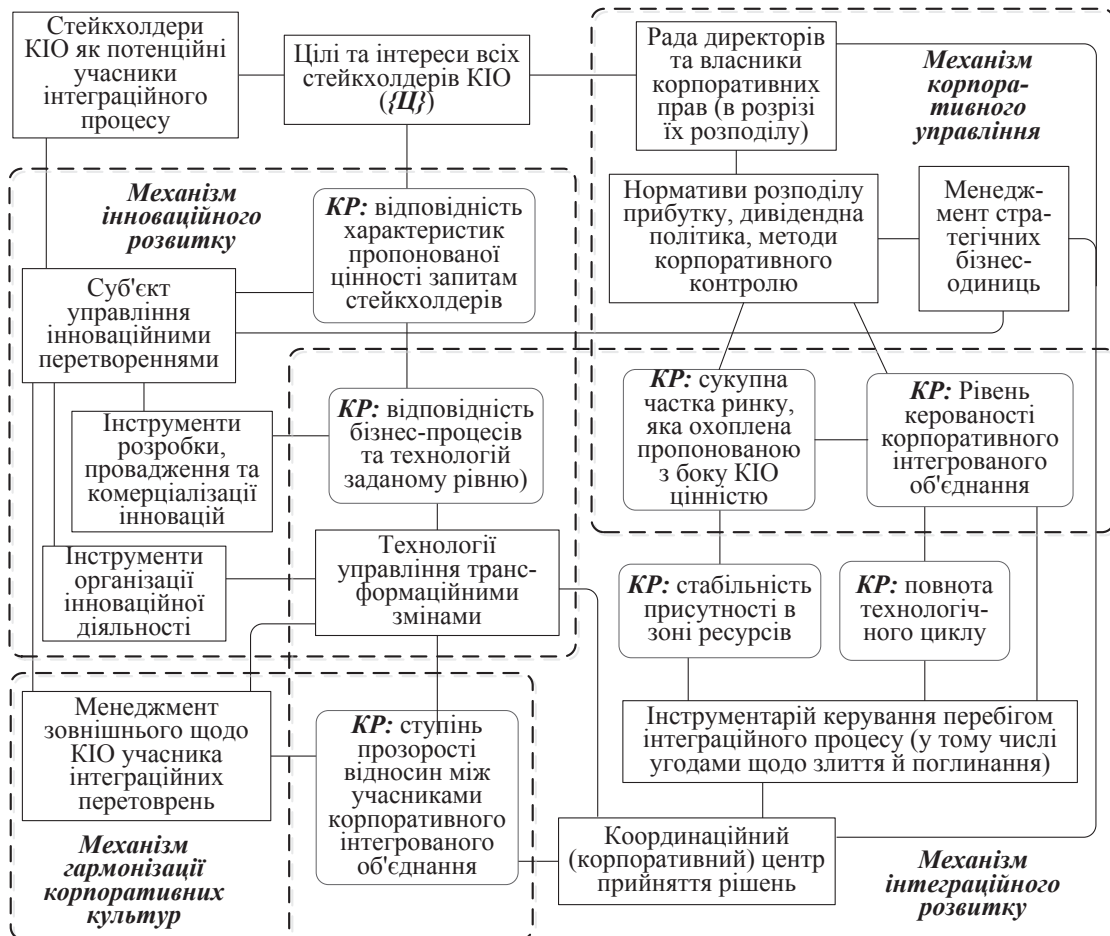 Стейкхолдери
КІО як потенційні
учасники
інтеграційного
процесу
Цілі та інтереси всіх
стейкхолдерів КІО
({Ц})
Рада директорів
та власники
корпоративних
прав (в розрізі
їх розподілу)
Механізм
корпора-
тивного
управління
Механізм
інноваційного
розвитку
КР: відповідність
характеристик
пропонованої
цінності запитам
стейкхолдерів
Нормативи розподілу
прибутку, дивідендна
політика, методи
корпоративного
контролю
Менедж-
мент стра-
тегічних
бізнес-
одиниць
Суб'єкт
управління
інноваційними
перетвореннями
КР: відповідність
бізнес-процесів
та технологій
заданому рівню)
КР: сукупна
частка ринку,
яка охоплена
пропонованою
з боку КІО
цінністю
КР: Рівень
керованості
корпоративного
інтегрованого
об'єднання
Інструменти
розробки,
провадження та
комерціалізації
інновацій
Інструменти
організації
інноваційної
діяльності
Технології
управління транс-
формаційними
змінами
КР: стабільність
присутності в
зоні ресурсів
КР: повнота
технологіч-
ного циклу
Менеджмент
зовнішнього щодо
КІО учасника
інтеграційних
перетоврень
КР: ступінь
прозорості
відносин між
учасниками
корпоративного
інтегрованого
об'єднання
Інструментарій керування перебігом
інтеграційного процесу (у тому числі
угодами щодо злиття й поглинання)
Механізм
гармонізації
корпоративних
культур
Координаційний
(корпоративний) центр
прийняття рішень
Механізм
інтеграційного
розвитку